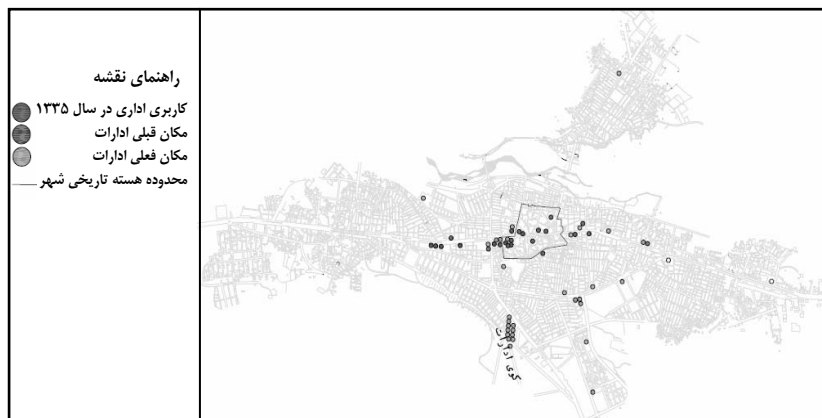 راهنمای نقشه
کاربری اداری در سال ۱۳۳۵
مکان قبلی ادارات
مکان فعلی ادارات
محدوده هسته تاریخی شهر
کوی ادارات